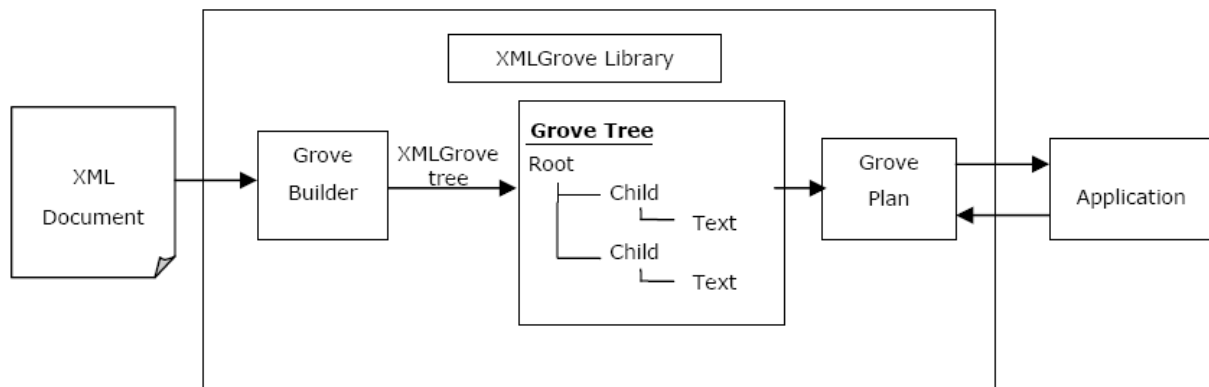 XMLGrove Library
XML
Document
Grove
Builder
XMLGrove
tree
Grove Tree
Root
Child
Text
Child
Text
Grove
Plan
Application